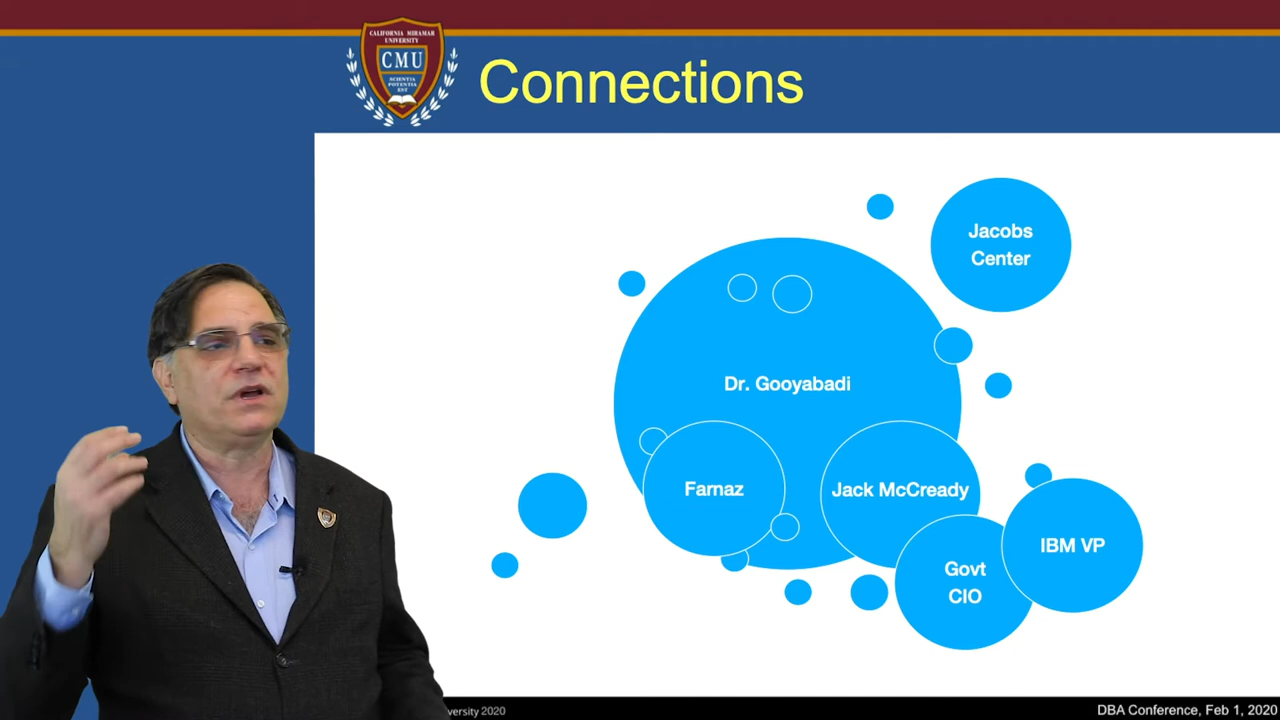 CALIFORNIA MIRAMAR
UNIVERSITY
CMU
SCIENTIA
POTENTIA
EST
Connections
Jacobs
Center
Dr. Gooyabadi
Farnaz
Jack McCready
Govt
CIO
IBM VP
versity 2020
DBA Conference, Feb 1, 2020